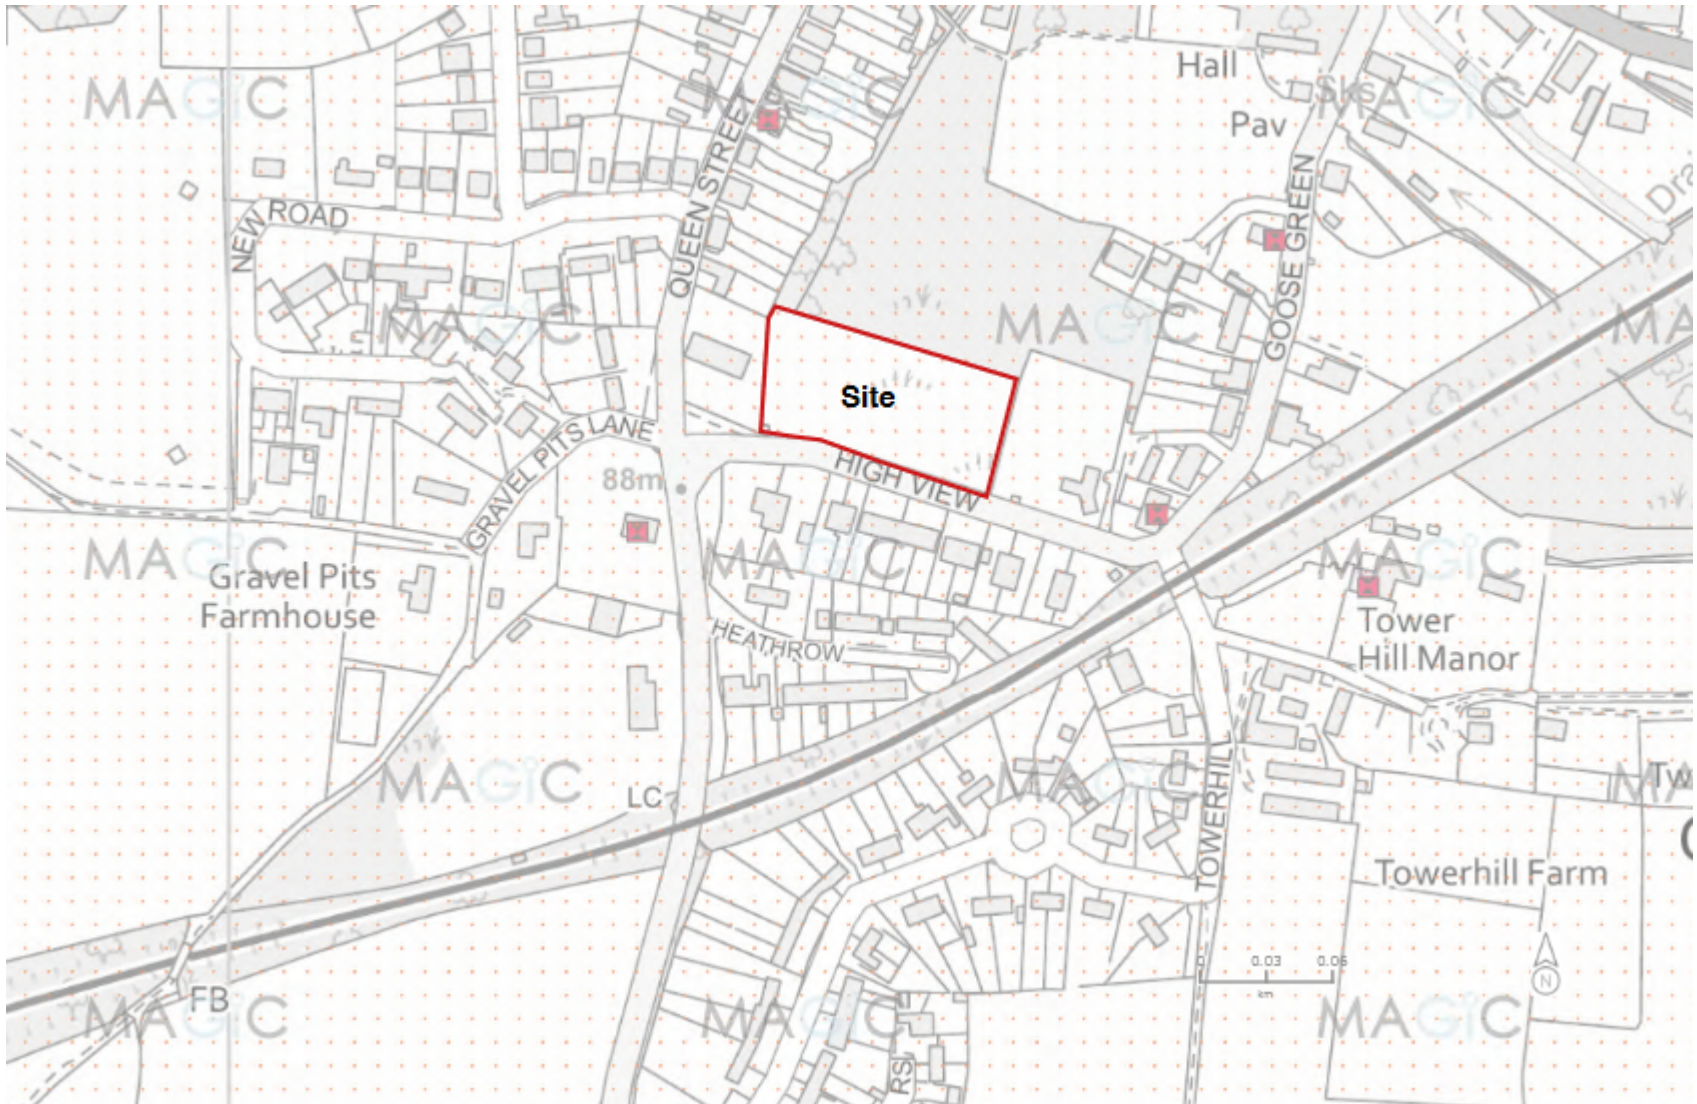 Hall
MAGiC
MAGiC
Sks
MAGiC
Pav
QUEEN STREET
NEW
ROAD
GOOSE GREEN
MAGiC
MAGiC
Site
GRAVEL PITS LANE
HIGH VIEW
88m
MAGiC
MAGiC
MAGiC
Gravel Pits
Farmhouse
HEATHROW
Tower
Hill Manor
MAGiC
MAGiC
LC
TOWERHILL
Towerhill Farm
0
0.03
0.06
km
N
FB
MAGiC
MAGiC
MAGiC